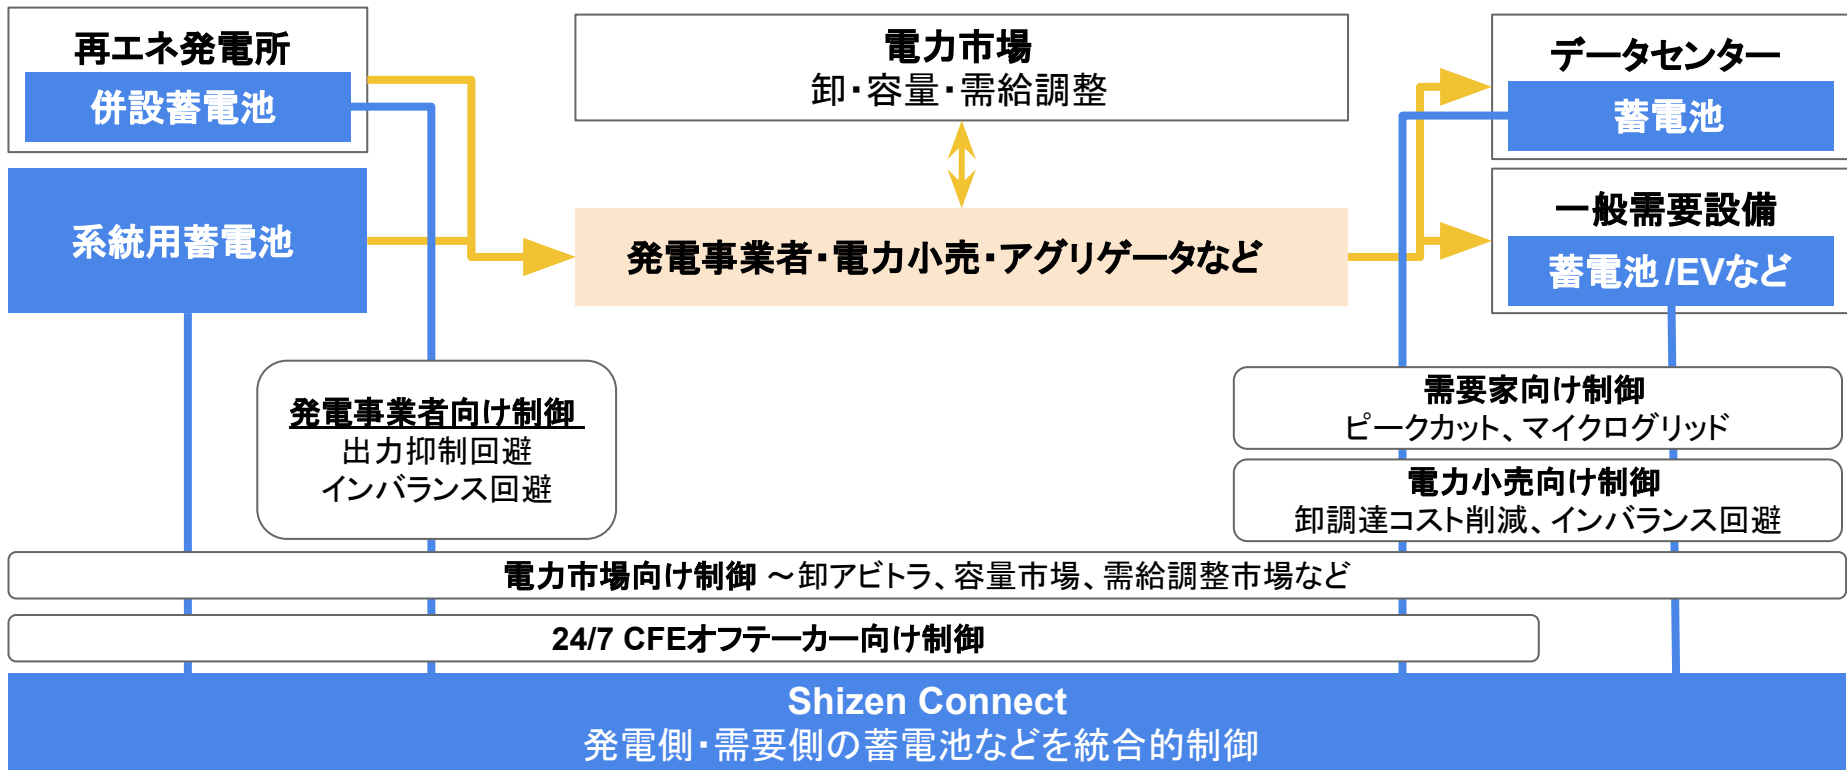 再エネ発電所
併設蓄電池
系統用蓄電池
電力市場
卸・容量・需給調整
発電事業者・電力小売・アグリゲータなど
データセンター
蓄電池
一般需要設備
蓄電池/EVなど
発電事業者向け制御
出力抑制回避
インバランス回避
需要家向け制御
ピークカット、マイクログリッド
電力小売向け制御
卸調達コスト削減、インバランス回避
電力市場向け制御 ～卸アビトラ、容量市場、需給調整市場など
24/7 CFEオフテーカー向け制御
Shizen Connect
発電側・需要側の蓄電池などを統合的制御